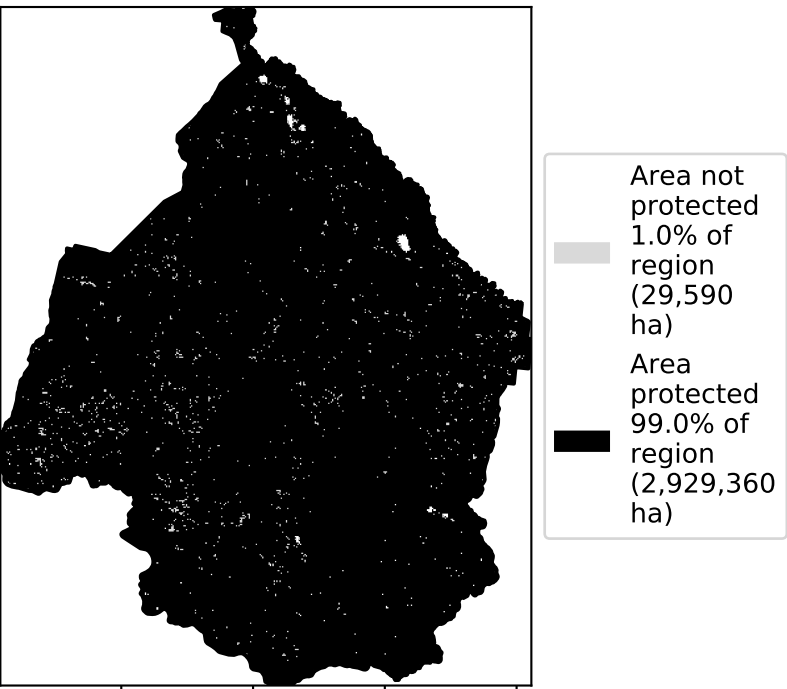 Area not
protected
1.0% of
region
(29,590
ha)
Area
protected
99.0% of
region
(2,929,360
ha)